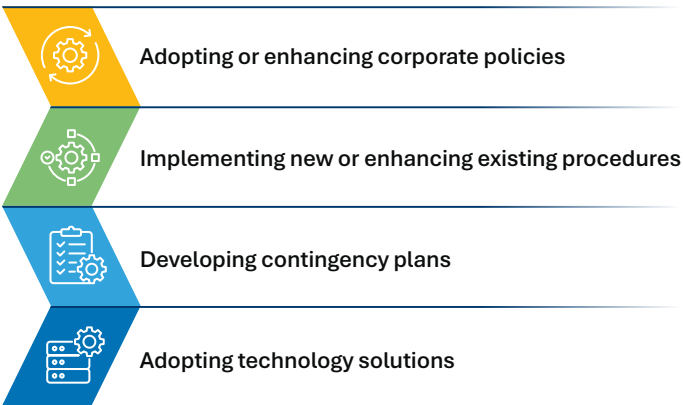 Adopting or enhancing corporate policies
Implementing new or enhancing existing procedures
Developing contingency plans
Adopting technology solutions